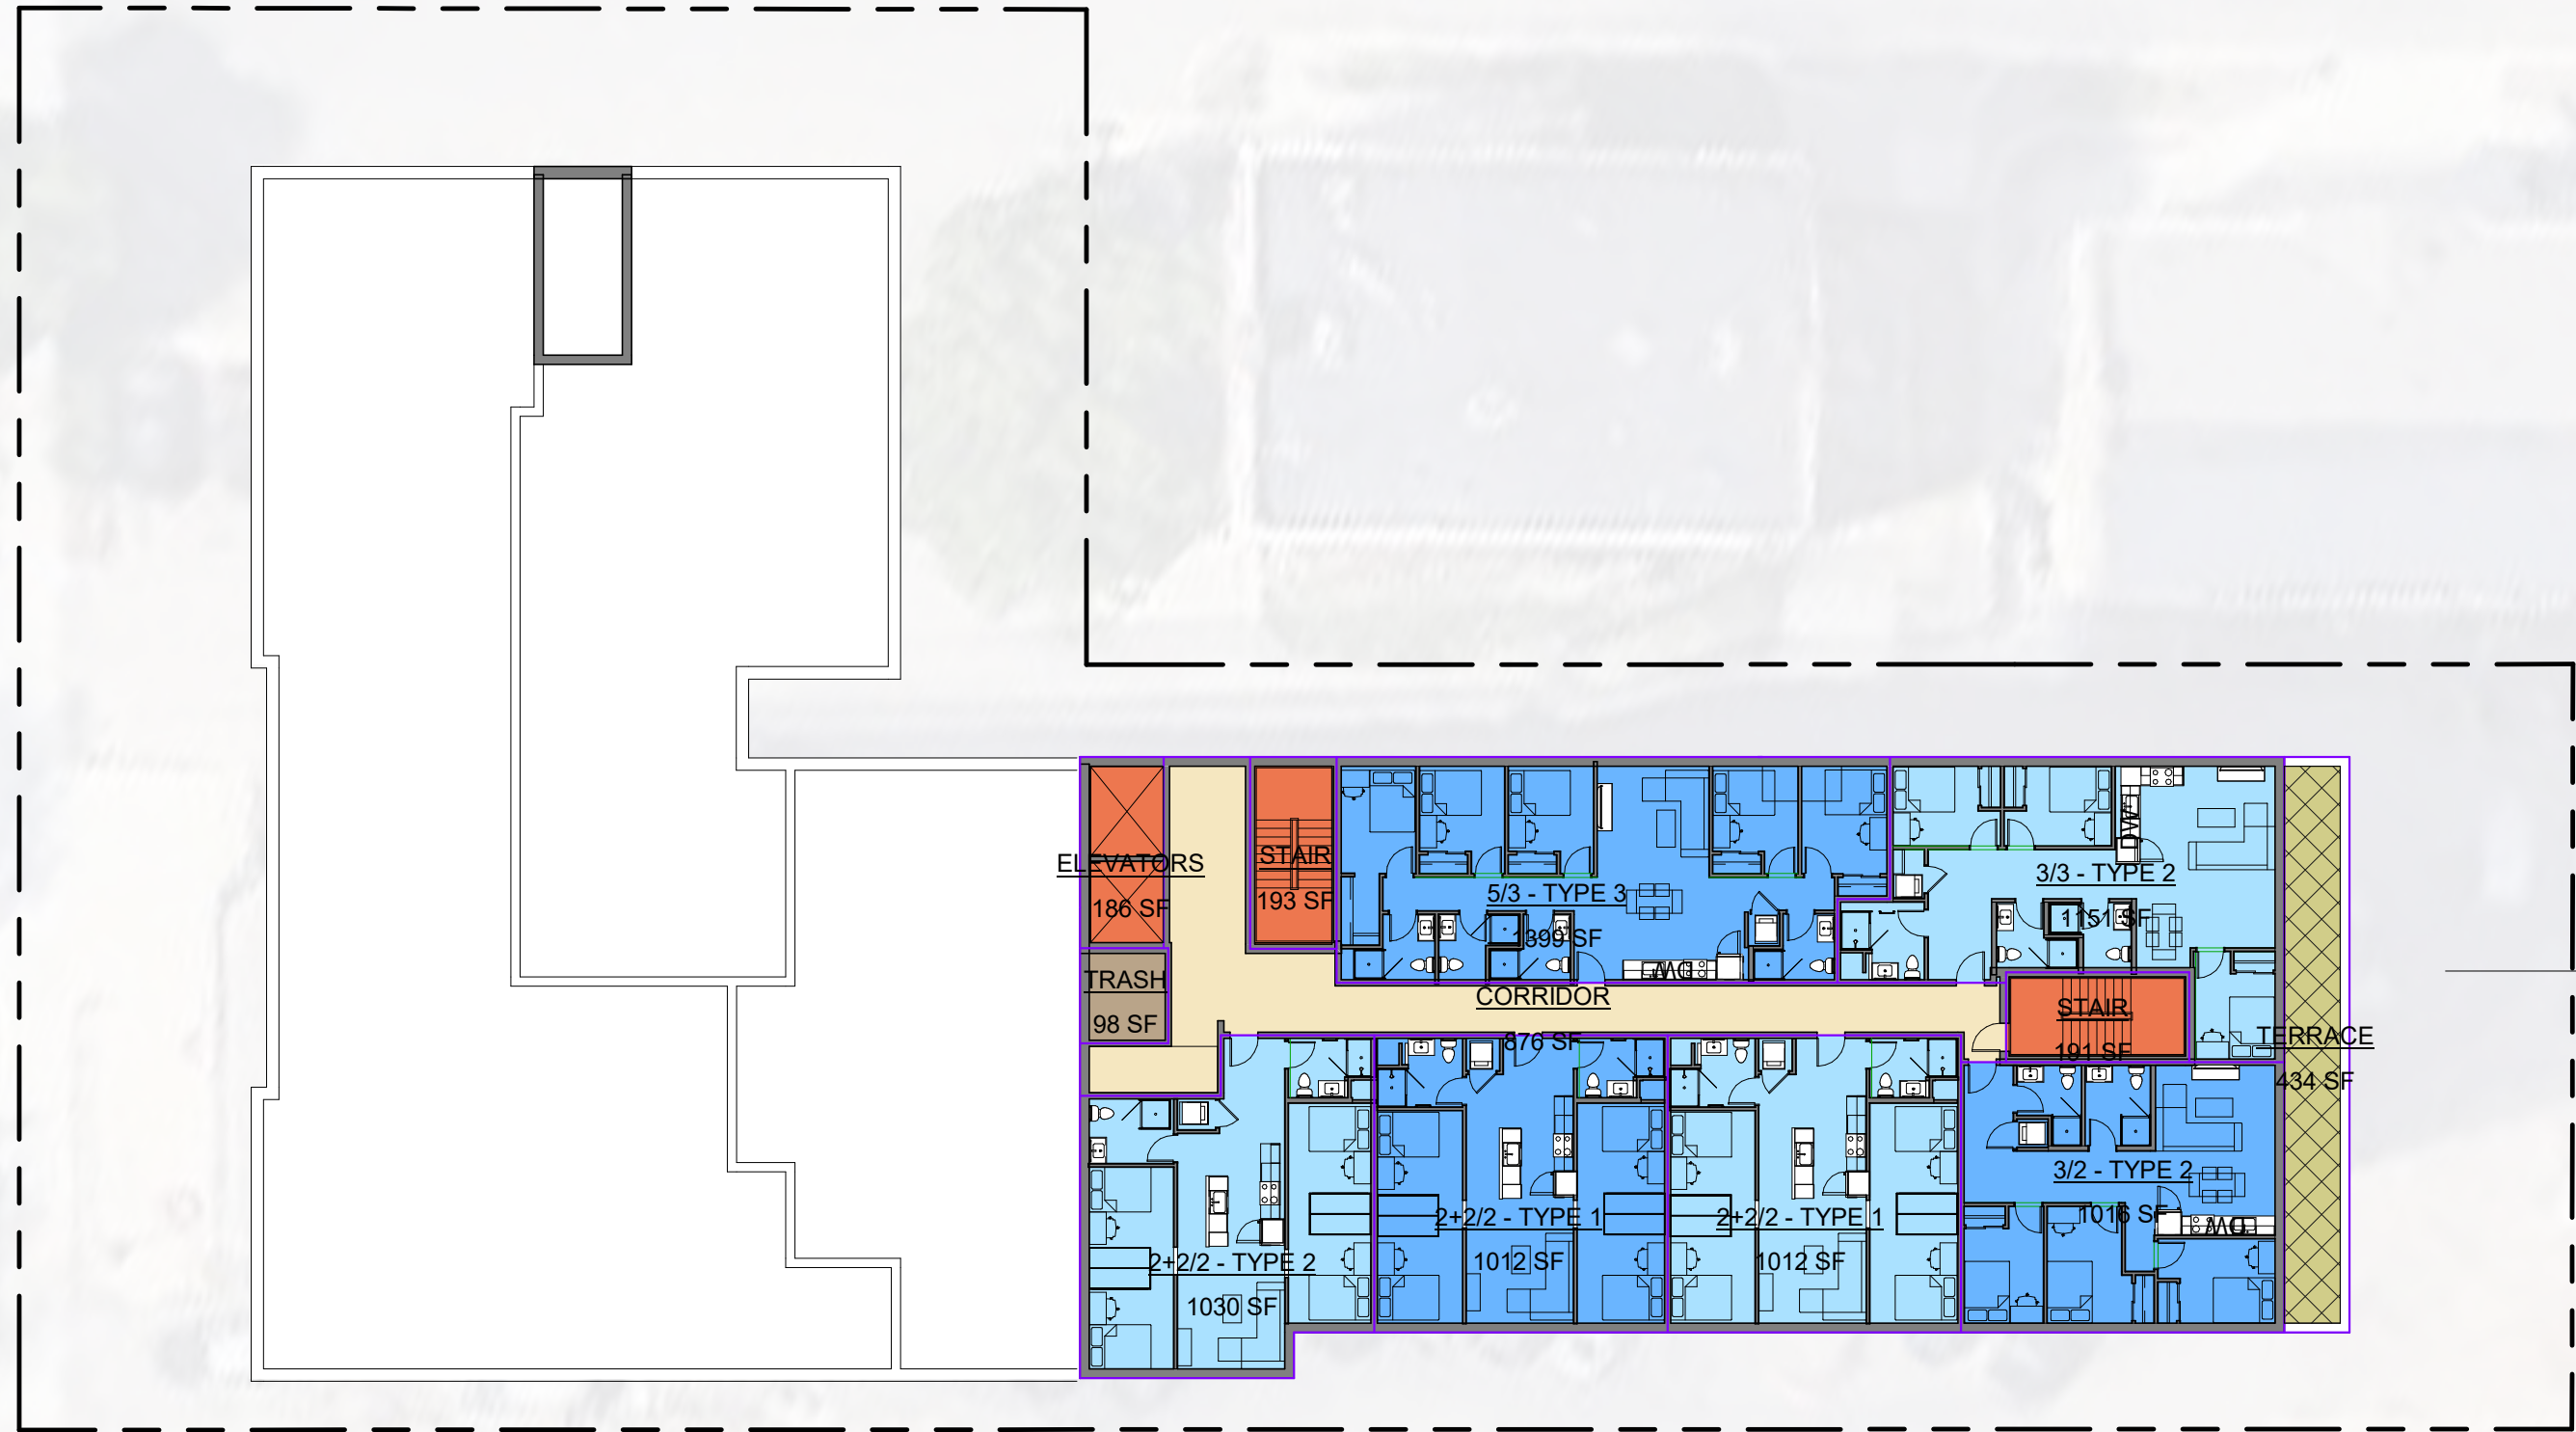 ELEVATORS
186 SF
STAIR
193 SF
5/3 - TYPE 3
1399 SF
DW
3/3 - TYPE 2
1151 SF
DW
TRASH
98 SF
CORRIDOR
876 SF
STAIR
191 SF
TERRACE
434 SF
2+2/2 - TYPE 2
1030 SF
2+2/2 - TYPE 1
1012 SF
2+2/2 - TYPE 1
1012 SF
3/2 - TYPE 2
1016 SF
DW